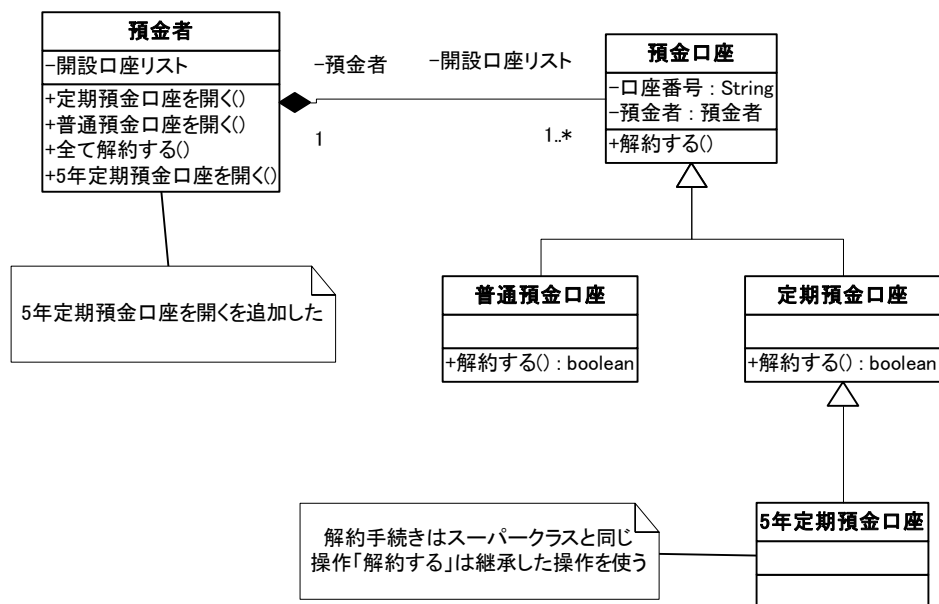 預金者
-開設口座リスト
+定期預金口座を開く()
+普通預金口座を開く()
+全て解約する()
+5年定期預金口座を開く()
-預金者
-開設口座リスト
1
1..*
預金口座
-口座番号 : String
-預金者 : 預金者
+解約する()
5年定期預金口座を開くを追加した
普通預金口座
+解約する() : boolean
定期預金口座
+解約する() : boolean
解約手続きはスーパークラスと同じ
操作「解約する」は継承した操作を使う
5年定期預金口座